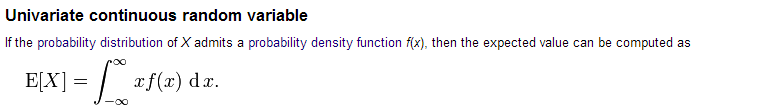 Univariate continuous random variable
If the probability distribution of X admits a probability density function f(x), then the expected value can be computed as
E[X] = ∫_{-∞}^{∞} x f(x) dx.